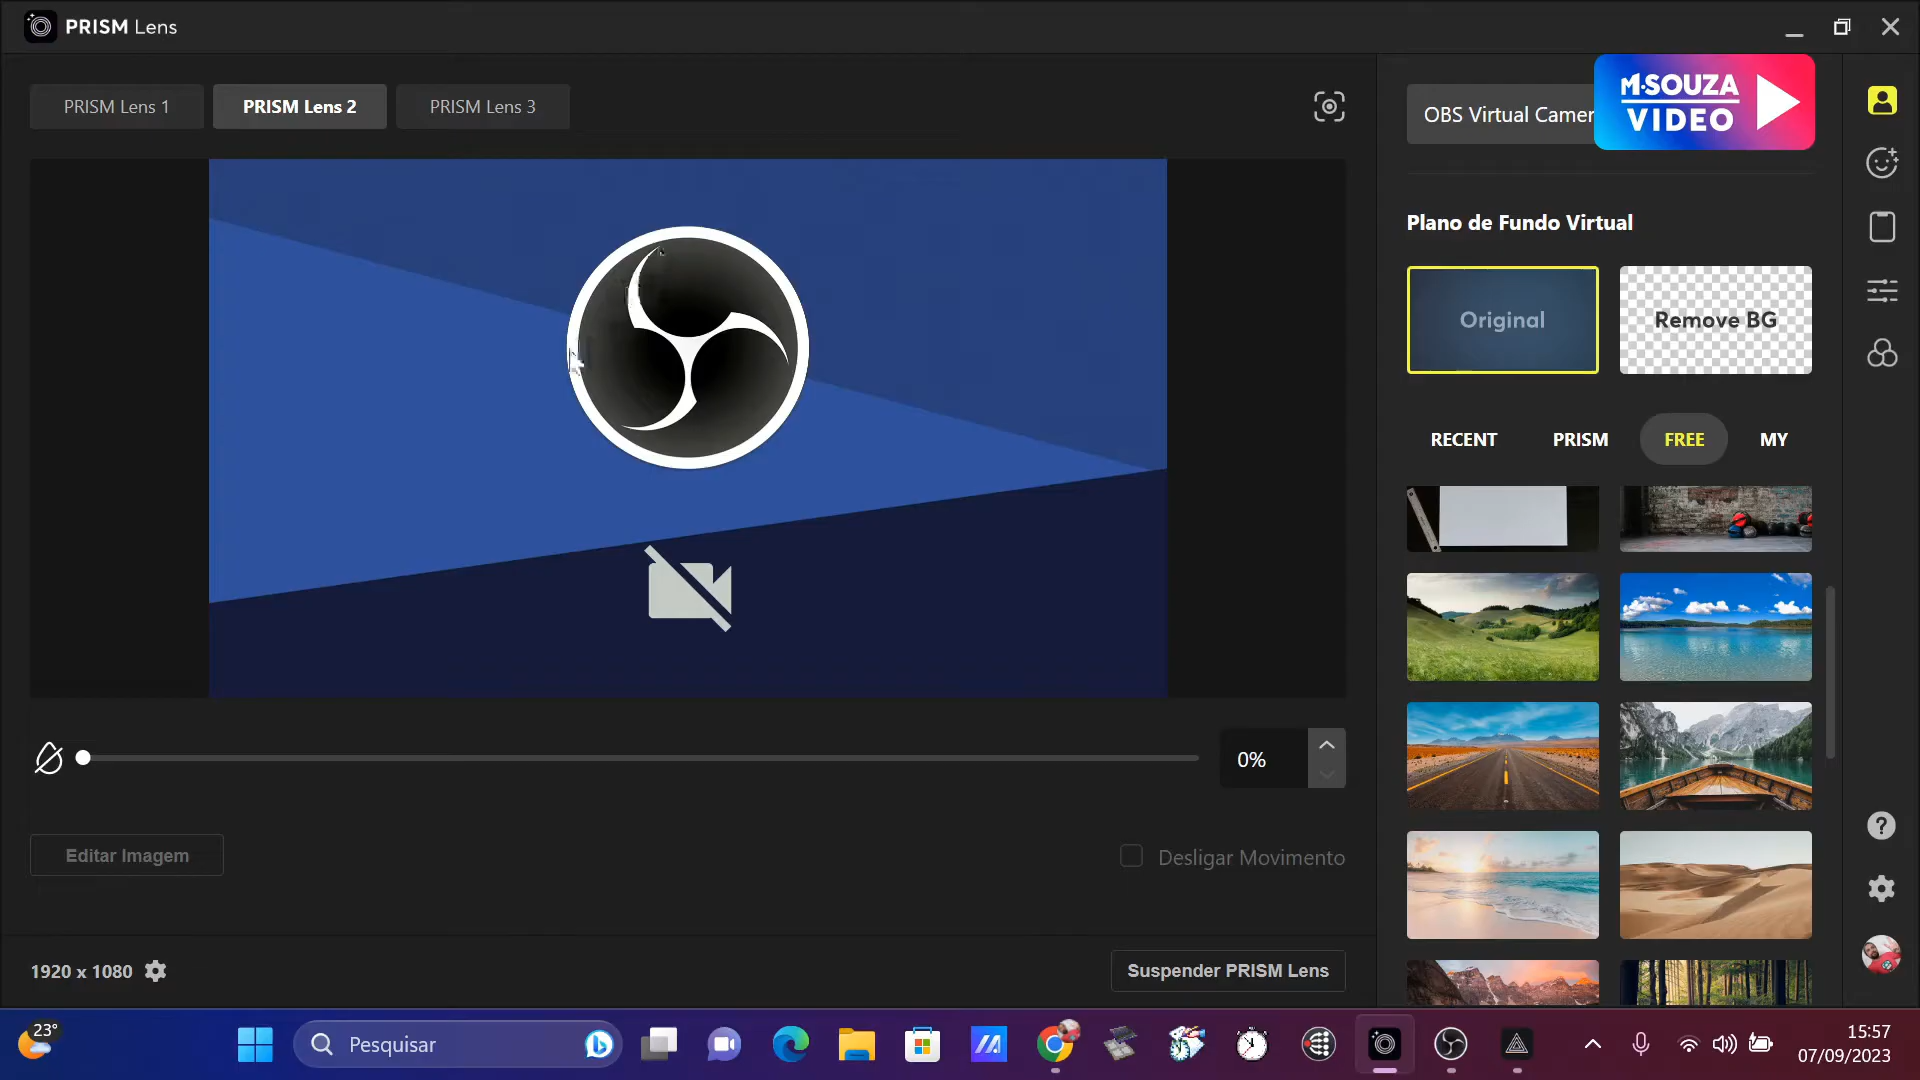 PRISM Lens
PRISM Lens 1
PRISM Lens 2
PRISM Lens 3
OBS Virtual Camer
M•SOUZA
VIDEO
Plano de Fundo Virtual
Original
Remove BG
RECENT
PRISM
FREE
MY
0%
Editar Imagem
Desligar Movimento
1920 x 1080
Suspender PRISM Lens
23°
Pesquisar
15:57
07/09/2023